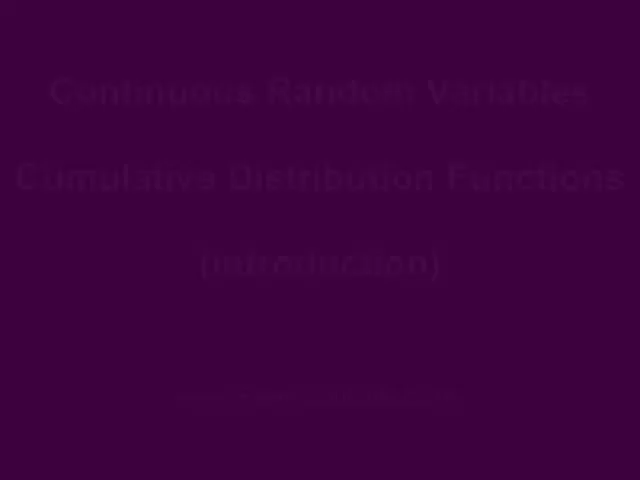 Continuous Random Variables
Cumulative Distribution Functions
(introduction)